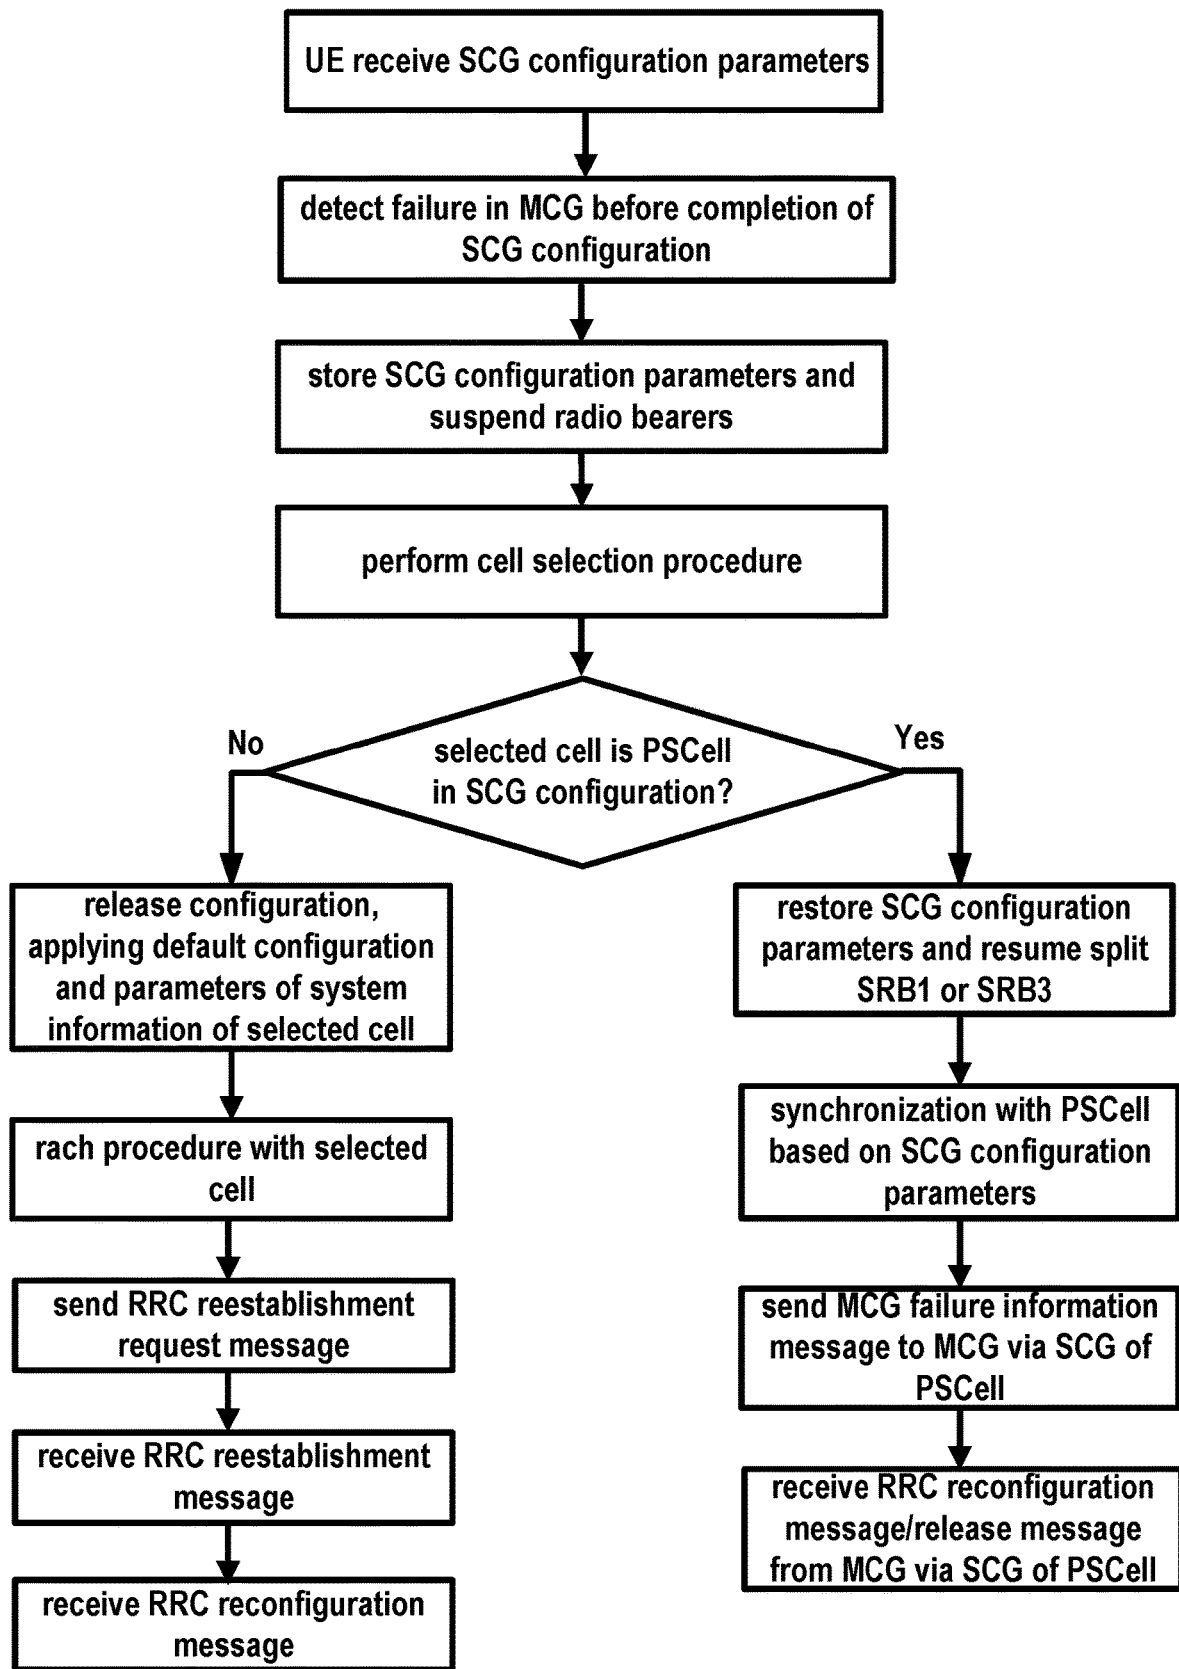 UE receive SCG configuration parameters
detect failure in MCG before completion of
SCG configuration
store SCG configuration parameters and
suspend radio bearers
perform cell selection procedure
selected cell is PSCell
in SCG configuration?
No
Yes
release configuration,
applying default configuration
and parameters of system
information of selected cell
rach procedure with selected
cell
send RRC reestablishment
request message
receive RRC reestablishment
message
receive RRC reconfiguration
message
restore SCG configuration
parameters and resume split
SRB1 or SRB3
synchronization with PSCell
based on SCG configuration
parameters
send MCG failure information
message to MCG via SCG of
PSCell
receive RRC reconfiguration
message/release message
from MCG via SCG of PSCell